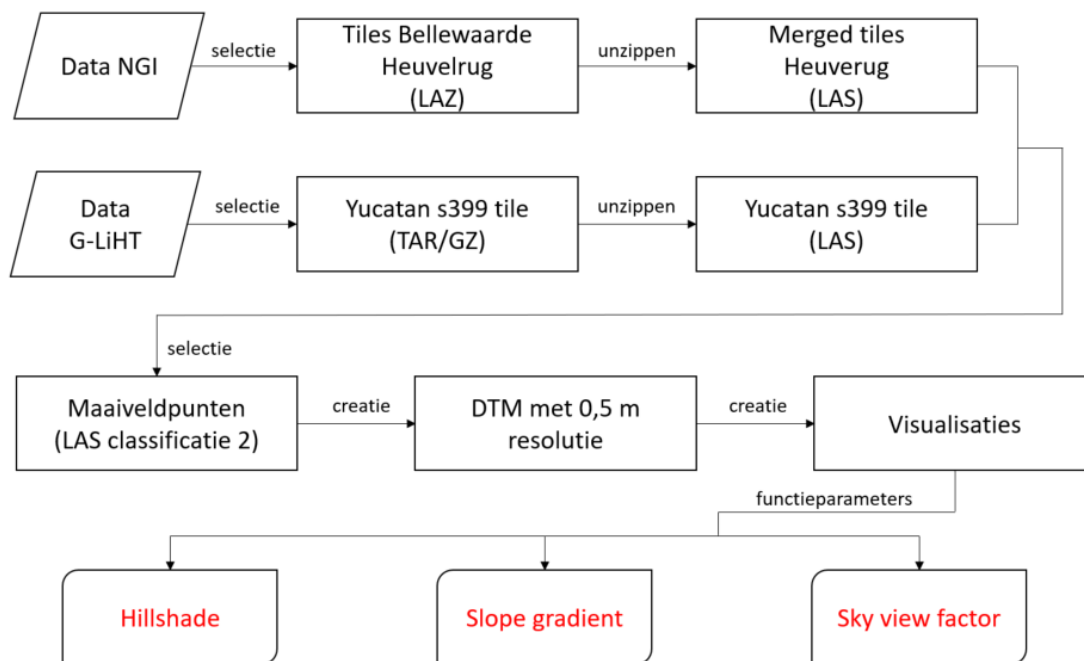 Data NGI
selectie
Tiles Bellewaarde
Heuvelrug
(LAZ)
unzippen
Merged tiles
Heuverug
(LAS)
Data
G-LiHT
selectie
Yucatan s399 tile
(TAR/GZ)
unzippen
Yucatan s399 tile
(LAS)
selectie
Maaiveldpunten
(LAS classificatie 2)
creatie
DTM met 0,5 m
resolutie
creatie
Visualisaties
functieparameters
Hillshade
Slope gradient
Sky view factor